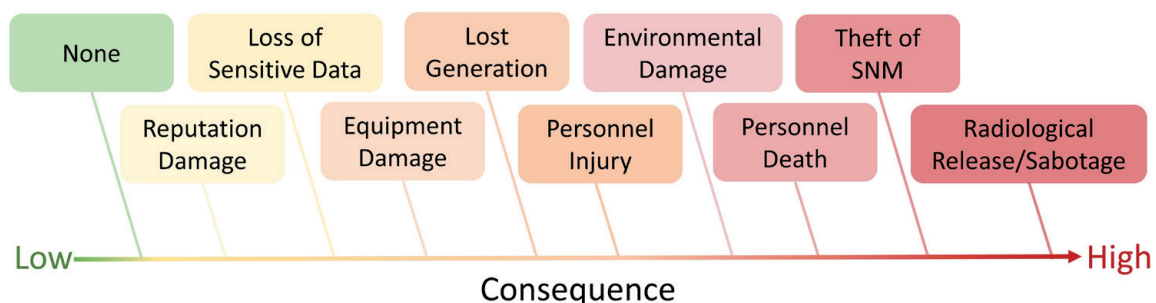 None
Loss of
Sensitive Data
Lost
Generation
Environmental
Damage
Theft of
SNM
Reputation
Damage
Equipment
Damage
Personnel
Injury
Personnel
Death
Radiological
Release/Sabotage
Low
High
Consequence